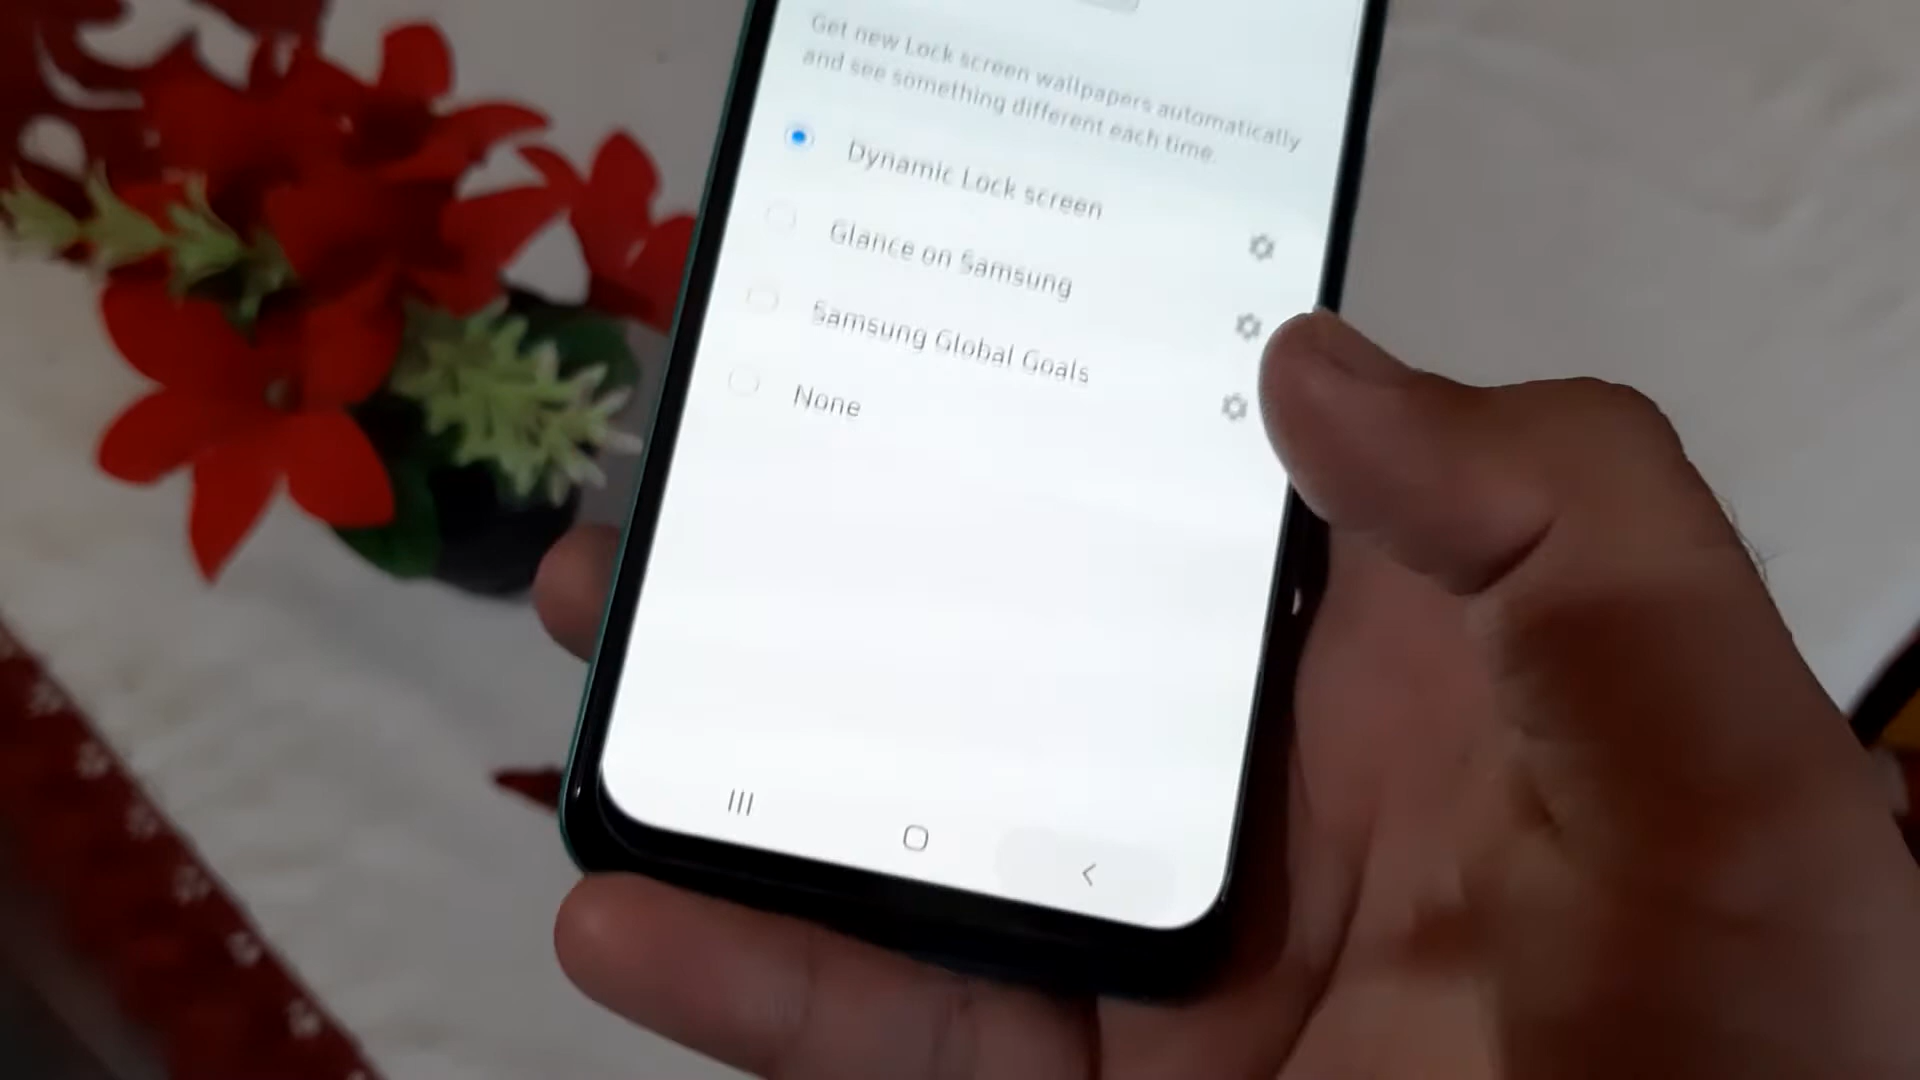 Get new Lock screen wallpapers automatically
and see something different each time.
Dynamic Lock screen
Glance on Samsung
Samsung Global Goals
None